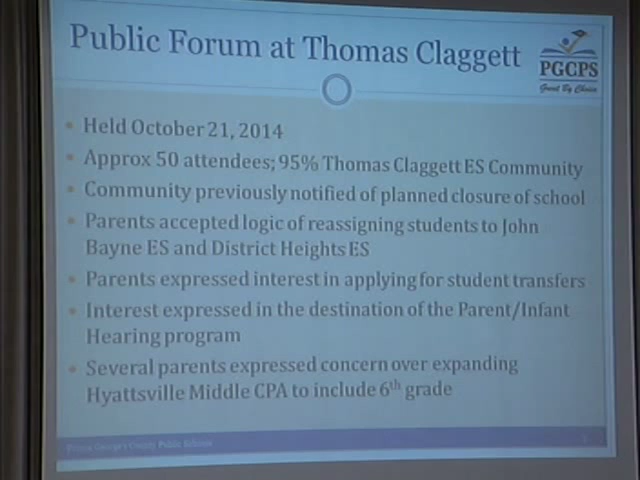 Public Forum at Thomas Claggett
PGCPS
Great By Choice
• Held October 21, 2014
• Approx 50 attendees; 95% Thomas Claggett ES Community
• Community previously notified of planned closure of school
• Parents accepted logic of reassigning students to John
Bayne ES and District Heights ES
• Parents expressed interest in applying for student transfers
• Interest expressed in the destination of the Parent/Infant
Hearing program
• Several parents expressed concern over expanding
Hyattsville Middle CPA to include 6th grade
Prince George's County Public Schools